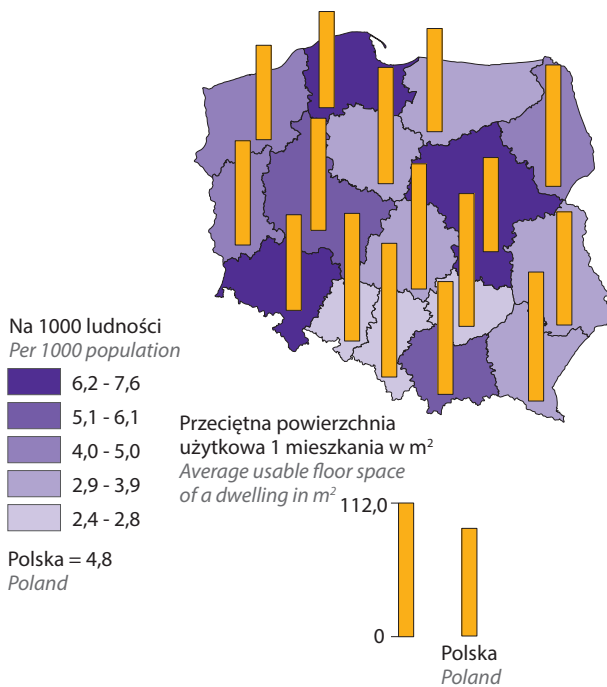 Na 1000 ludności
Per 1000 population
6,2 - 7,6
5,1 - 6,1
4,0 - 5,0
2,9 - 3,9
2,4 - 2,8
Polska = 4,8
Poland
Przeciętna powierzchnia
użytkowa 1 mieszkania w m²
Average usable floor space
of a dwelling in m²
112,0
0
Polska
Poland